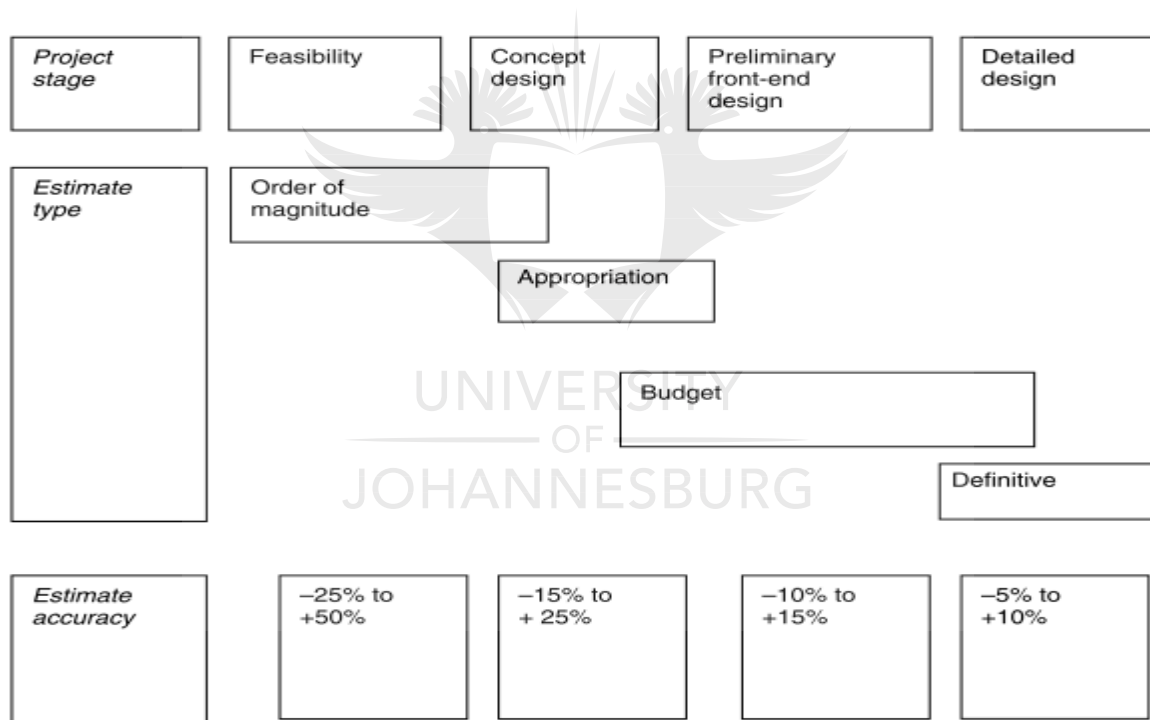 Project
stage
Feasibility
Concept
design
Preliminary
front-end
design
Detailed
design
Estimate
type
Order of
magnitude
Appropriation
Budget
Definitive
UNIVERSITY
OF
JOHANNESBURG
Estimate
accuracy
–25% to
+50%
–15% to
+ 25%
–10% to
+15%
–5% to
+10%